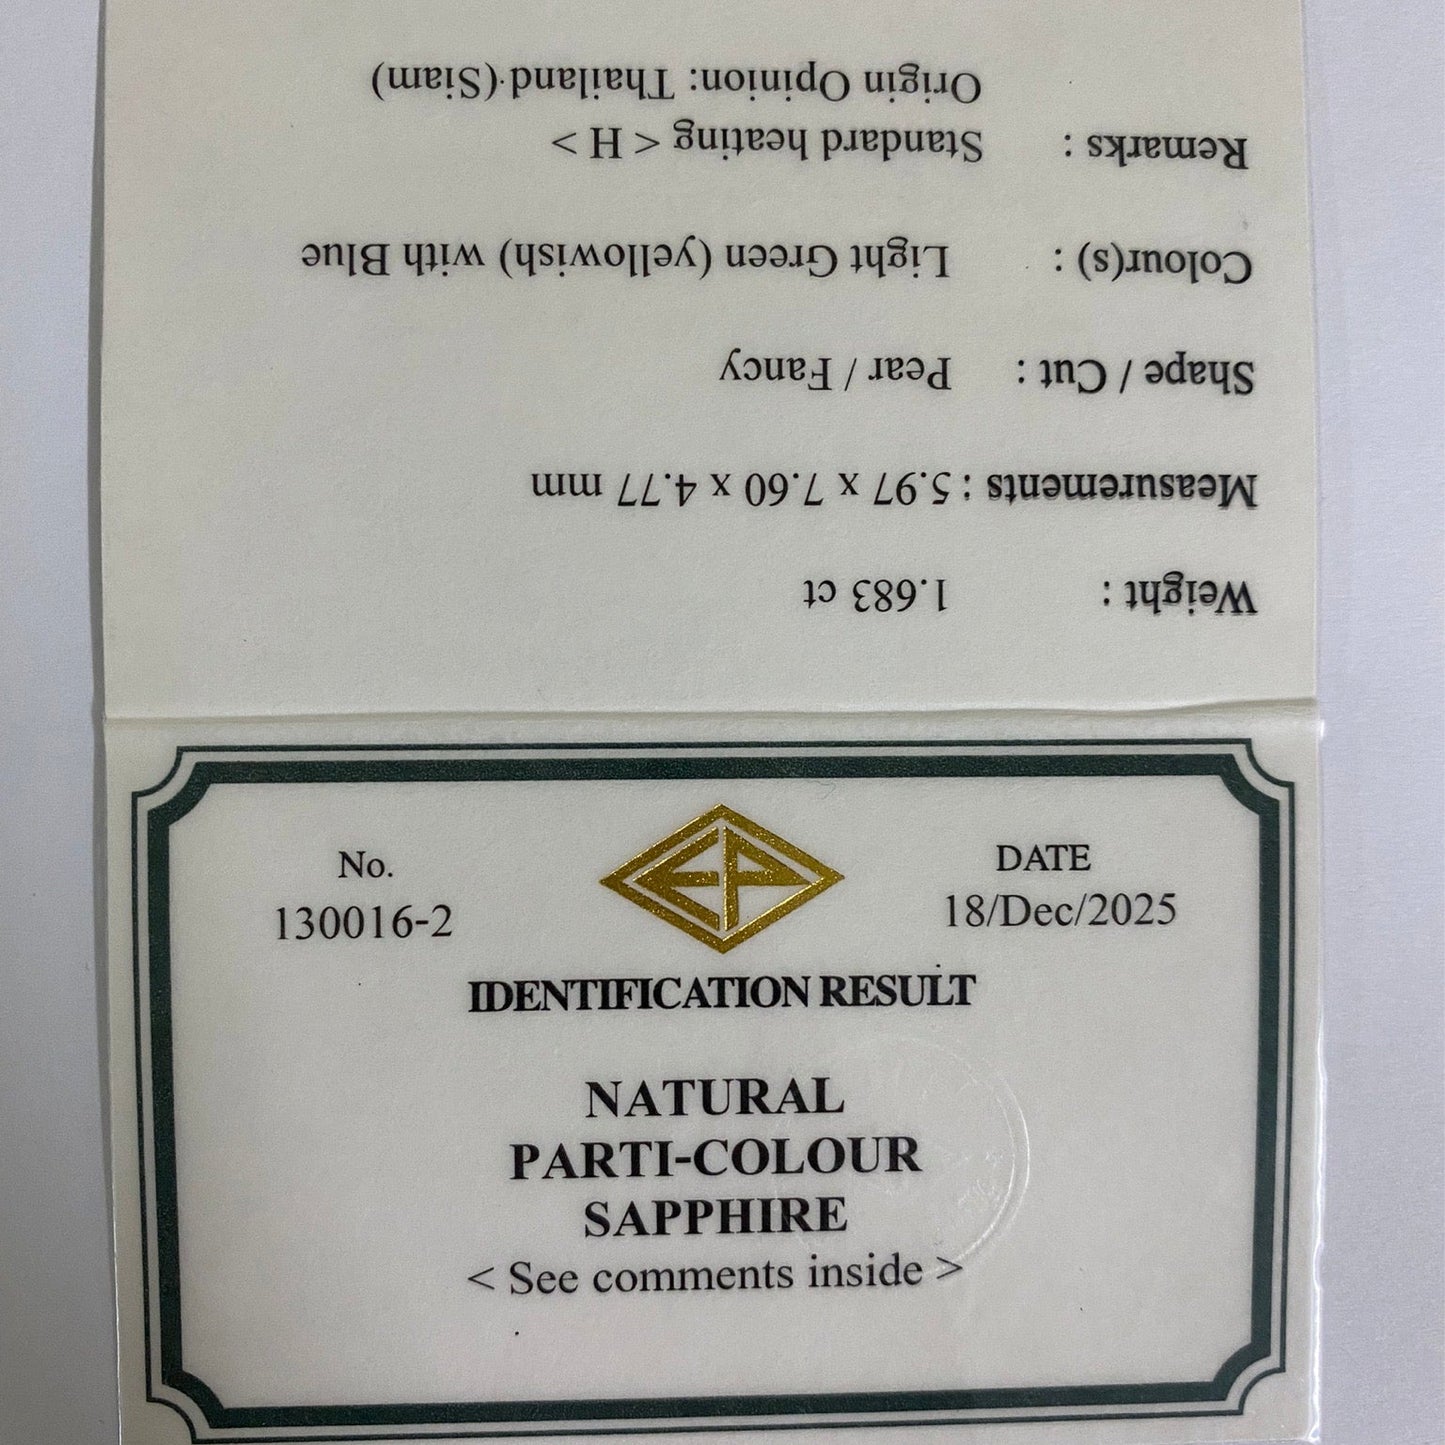 No.
130016-2
EP
DATE
18/Dec/2025
IDENTIFICATION RESULT
NATURAL
PARTI-COLOUR
SAPPHIRE
< See comments inside >
Weight : 1.683 ct
Measurements : 5.97 x 7.60 x 4.77 mm
Shape / Cut : Pear / Fancy
Colour(s) : Light Green (yellowish) with Blue
Remarks : Standard heating < H >
Origin Opinion: Thailand (Siam)